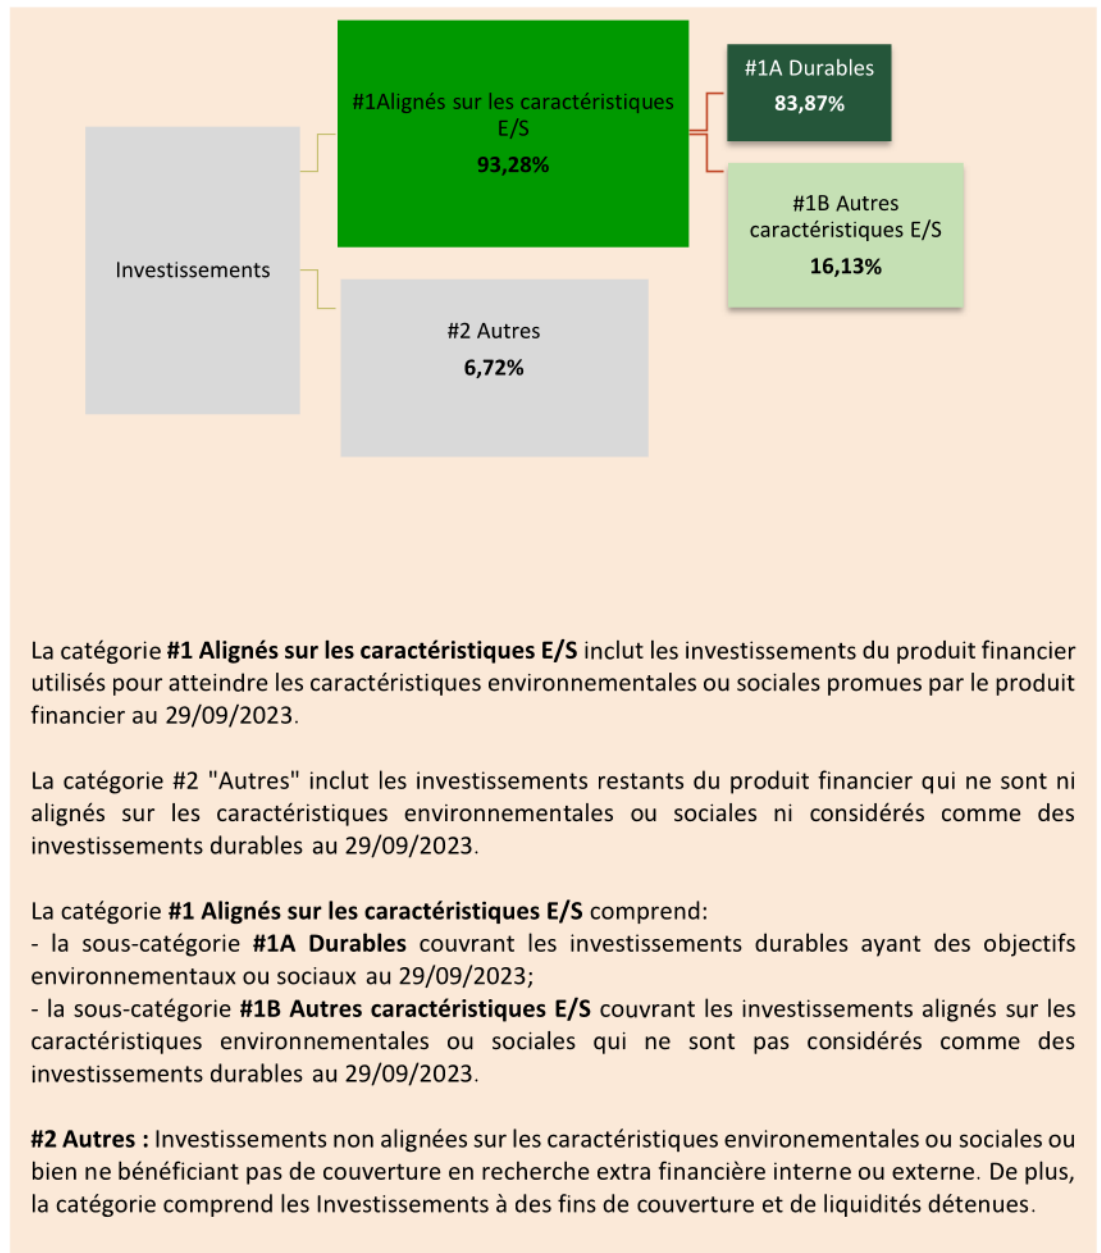 #1Alignés sur les caractéristiques
E/S
93,28%
#1A Durables
83,87%
#1B Autres
caractéristiques E/S
16,13%
Investissements
#2 Autres
6,72%
La catégorie #1 Alignés sur les caractéristiques E/S inclut les investissements du produit financier
utilisés pour atteindre les caractéristiques environnementales ou sociales promues par le produit
financier au 29/09/2023.
La catégorie #2 "Autres" inclut les investissements restants du produit financier qui ne sont ni
alignés sur les caractéristiques environnementales ou sociales ni considérés comme des
investissements durables au 29/09/2023.
La catégorie #1 Alignés sur les caractéristiques E/S comprend:
- la sous-catégorie #1A Durables couvrant les investissements durables ayant des objectifs
environnementaux ou sociaux au 29/09/2023;
- la sous-catégorie #1B Autres caractéristiques E/S couvrant les investissements alignés sur les
caractéristiques environnementales ou sociales qui ne sont pas considérés comme des
investissements durables au 29/09/2023.
#2 Autres : Investissements non alignées sur les caractéristiques environementales ou sociales ou
bien ne bénéficiant pas de couverture en recherche extra financière interne ou externe. De plus,
la catégorie comprend les Investissements à des fins de couverture et de liquidités détenues.